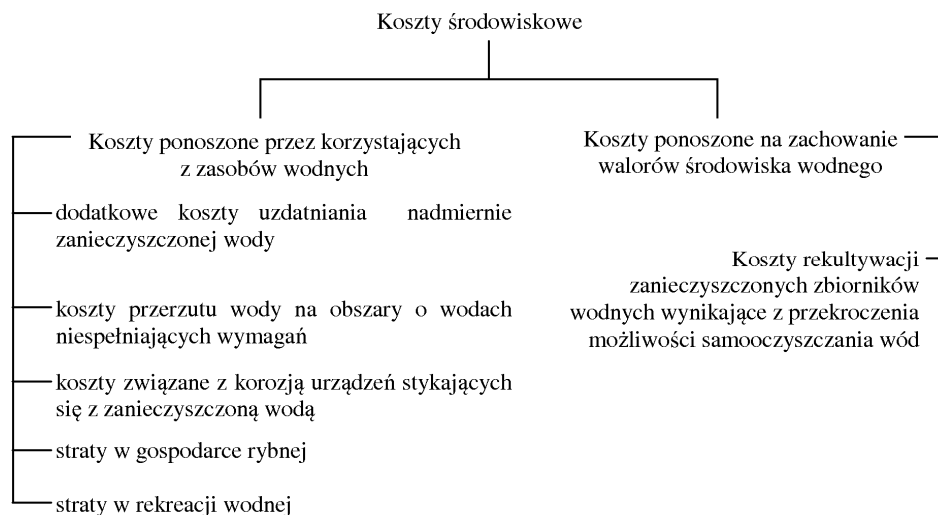 Koszty środowiskowe
Koszty ponoszone przez korzystających
z zasobów wodnych
dodatkowe koszty uzdatniania nadmiernie
zanieczyszczonej wody
koszty przerzutu wody na obszary o wodach
niespełniających wymagań
koszty związane z korozją urządzeń stykających
się z zanieczyszczoną wodą
straty w gospodarce rybnej
straty w rekreacji wodnej
Koszty ponoszone na zachowanie
walorów środowiska wodnego
Koszty rekultywacji
zanieczyszczonych zbiorników
wodnych wynikające z przekroczenia
możliwości samooczyszczania wód